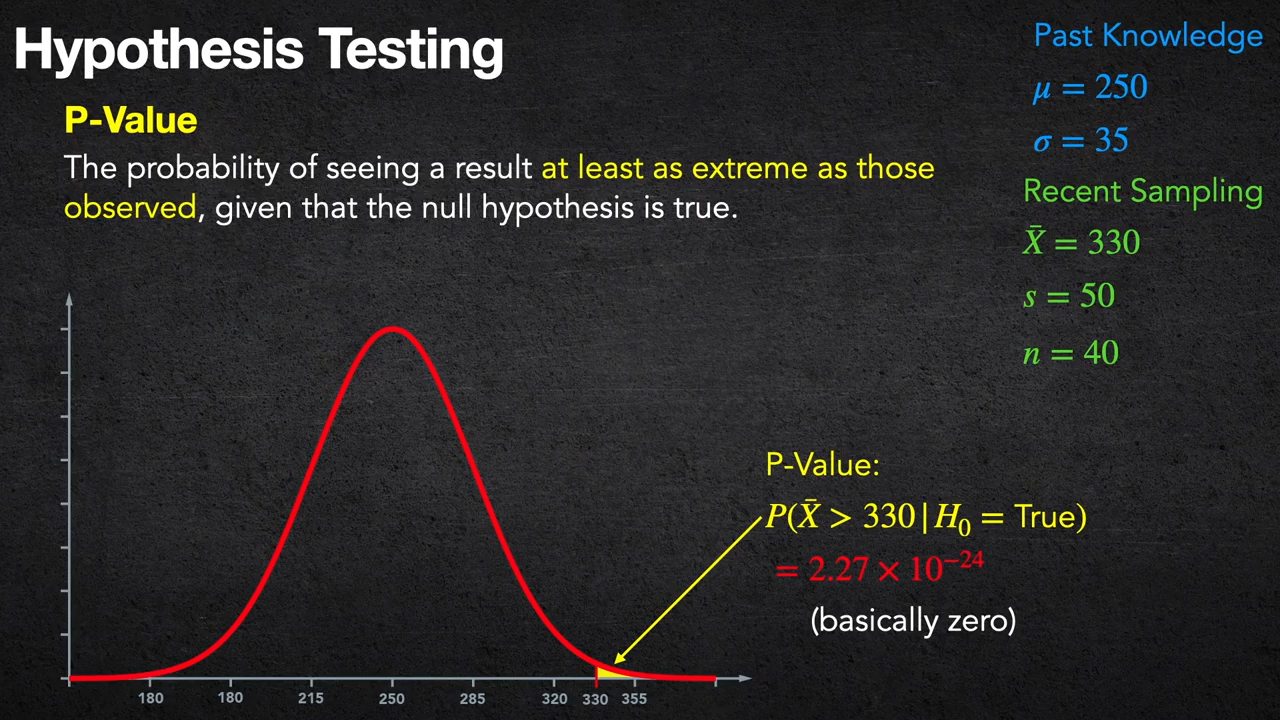 Hypothesis Testing
P-Value
The probability of seeing a result at least as extreme as those
observed, given that the null hypothesis is true.
Past Knowledge
μ = 250
σ = 35
Recent Sampling
X̄ = 330
s = 50
n = 40
P-Value:
P(X̄ > 330 | H₀ = True)
= 2.27 × 10⁻²⁴
(basically zero)
180 180 215 250 285 320 330 355